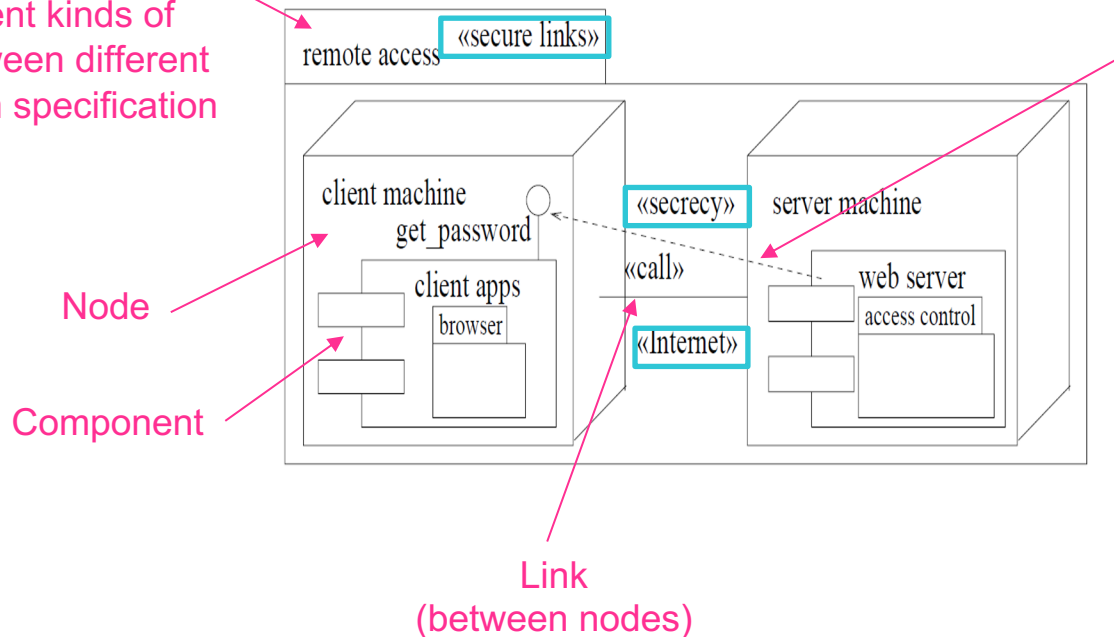 ent kinds of
ween different
specification
remote access
«secure links»
client machine
get_password
«secrecy»
server machine
«call»
client apps
browser
web server
access control
«Internet»
Node
Component
Link
(between nodes)